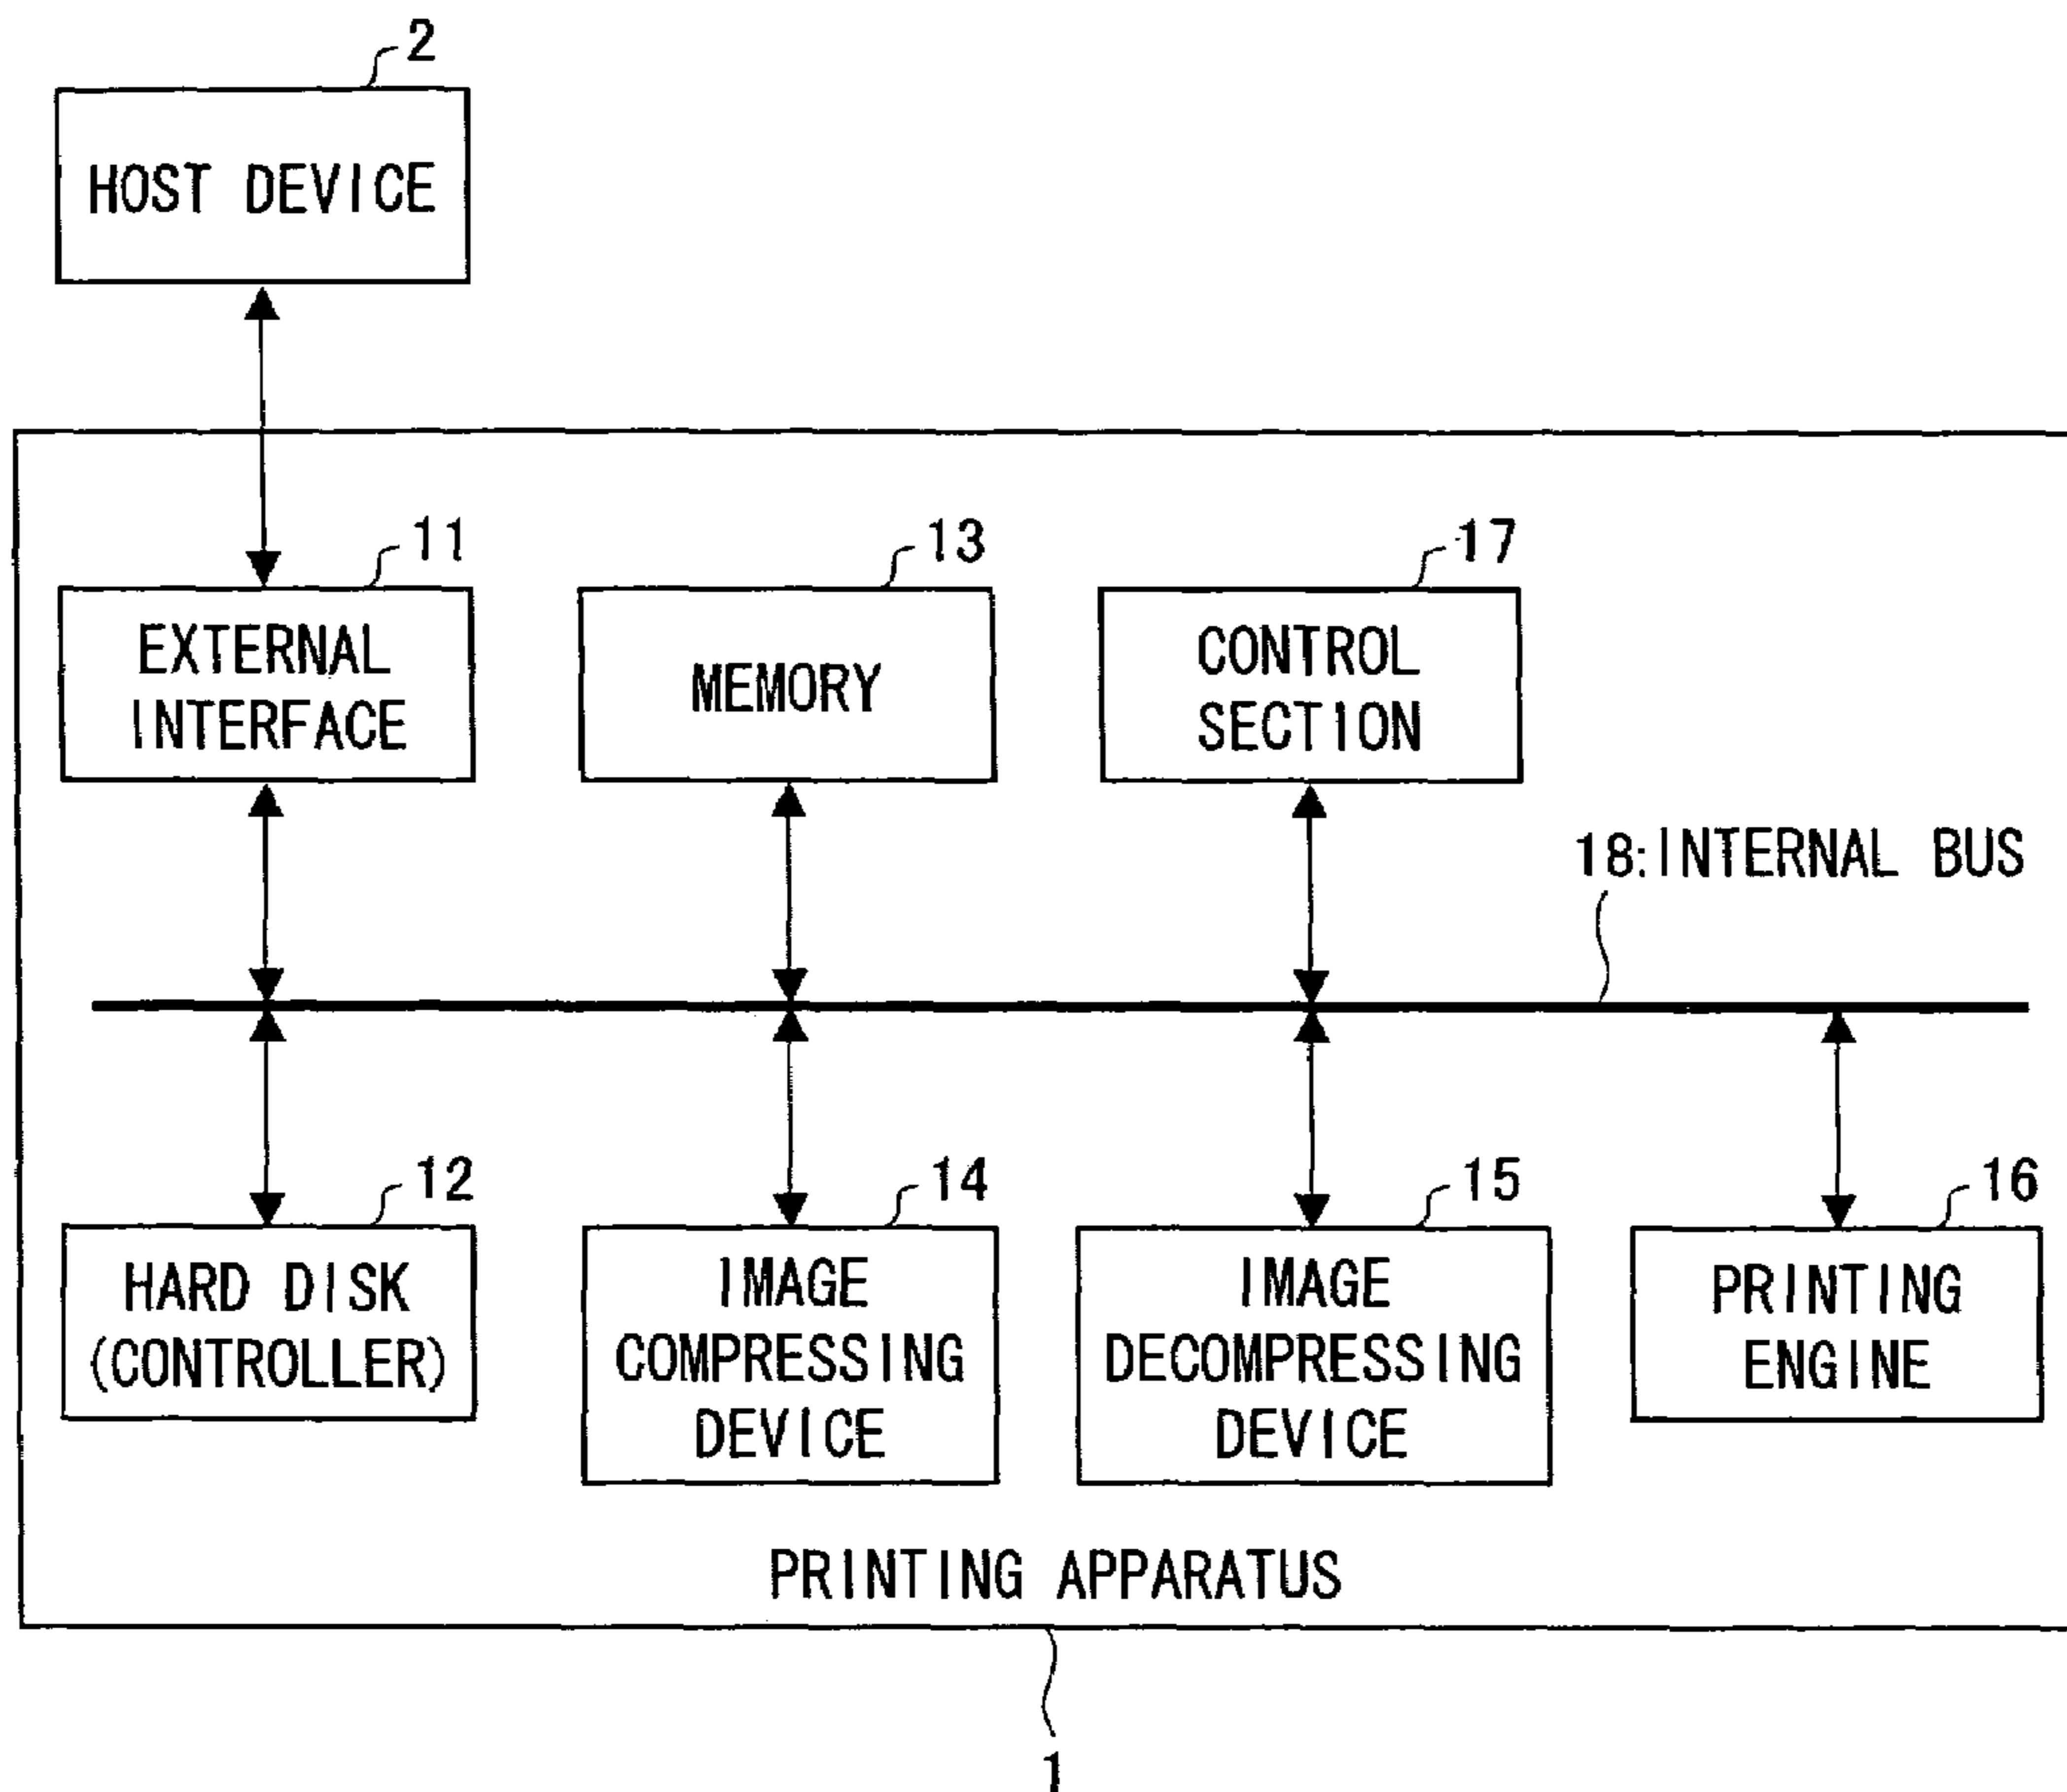 2
HOST DEVICE
11
EXTERNAL
INTERFACE
13
MEMORY
17
CONTROL
SECTION
18:INTERNAL BUS
12
HARD DISK
(CONTROLLER)
14
IMAGE
COMPRESSING
DEVICE
15
IMAGE
DECOMPRESSING
DEVICE
16
PRINTING
ENGINE
PRINTING APPARATUS
1